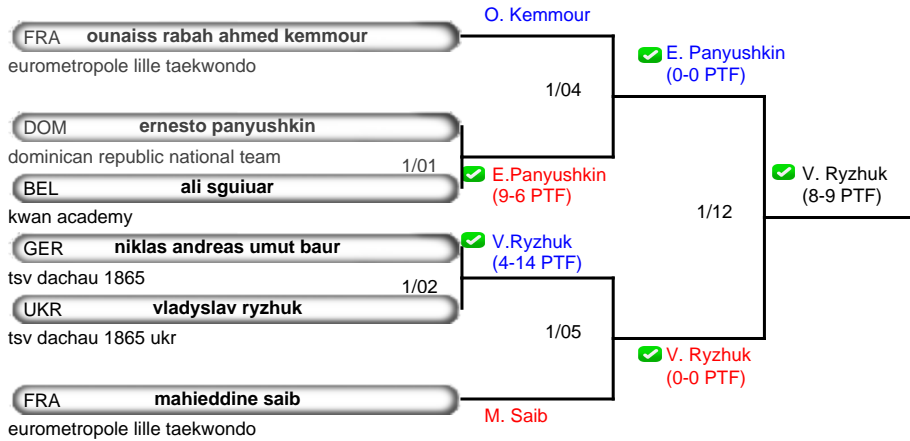 O. Kemmour
FRA ounaiss rabah ahmed kemmour
eurometropole lille taekwondo
E. Panyushkin
(0-0 PTF)
1/04
DOM ernesto panyushkin
dominican republic national team
1/01
E.Panyushkin
(9-6 PTF)
BEL ali sguiuar
kwan academy
V. Ryzhuk
(8-9 PTF)
1/12
GER niklas andreas umut baur
tsv dachau 1865
V.Ryzhuk
(4-14 PTF)
1/02
UKR vladyslav ryzhuk
tsv dachau 1865 ukr
1/05
V. Ryzhuk
(0-0 PTF)
FRA mahieddine saib
eurometropole lille taekwondo
M. Saib